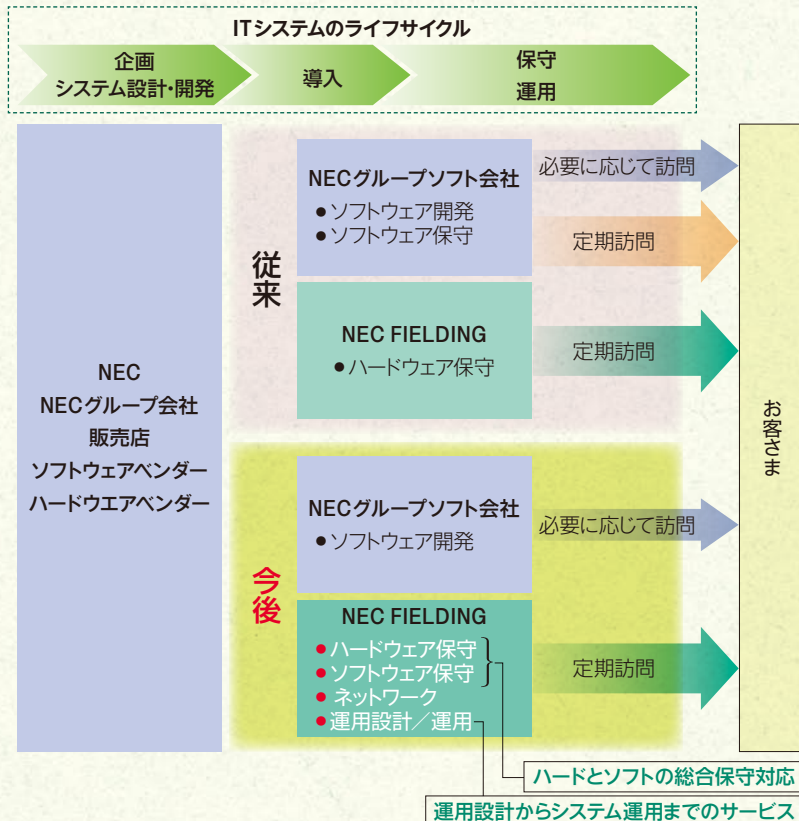 ITシステムのライフサイクル
企画
システム設計・開発
導入
保守
運用
NEC
NECグループ会社
販売店
ソフトウェアベンダー
ハードウエアベンダー
従来
NECグループソフト会社
●ソフトウェア開発
●ソフトウェア保守
必要に応じて訪問
定期訪問
NEC FIELDING
●ハードウェア保守
定期訪問
今後
NECグループソフト会社
●ソフトウェア開発
必要に応じて訪問
NEC FIELDING
●ハードウェア保守
●ソフトウェア保守
●ネットワーク
●運用設計／運用
定期訪問
お客さま
ハードとソフトの総合保守対応
運用設計からシステム運用までのサービス